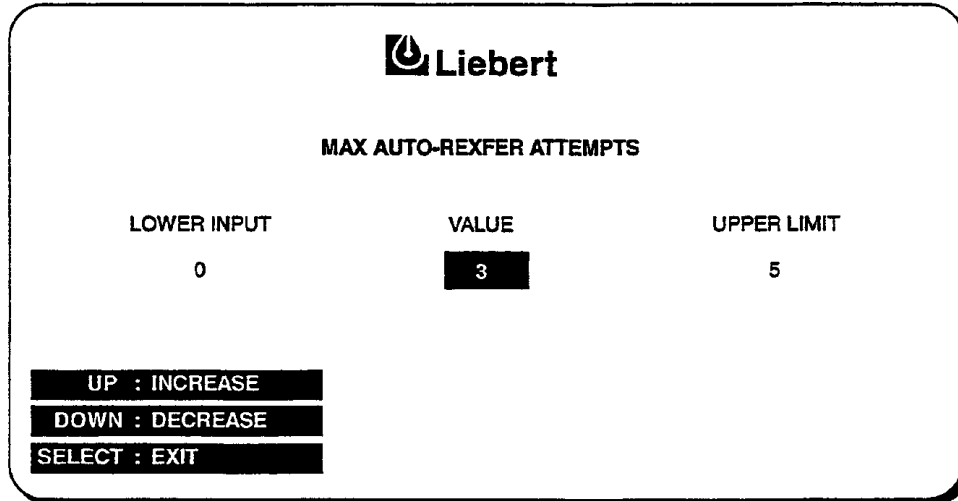 Liebert
MAX AUTO-REXFER ATTEMPTS
LOWER INPUT VALUE UPPER LIMIT
0 3 5
UP : INCREASE
DOWN : DECREASE
SELECT : EXIT